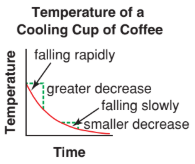 Temperature of a
Cooling Cup of Coffee
falling rapidly
greater decrease
falling slowly
smaller decrease
Temperature
Time